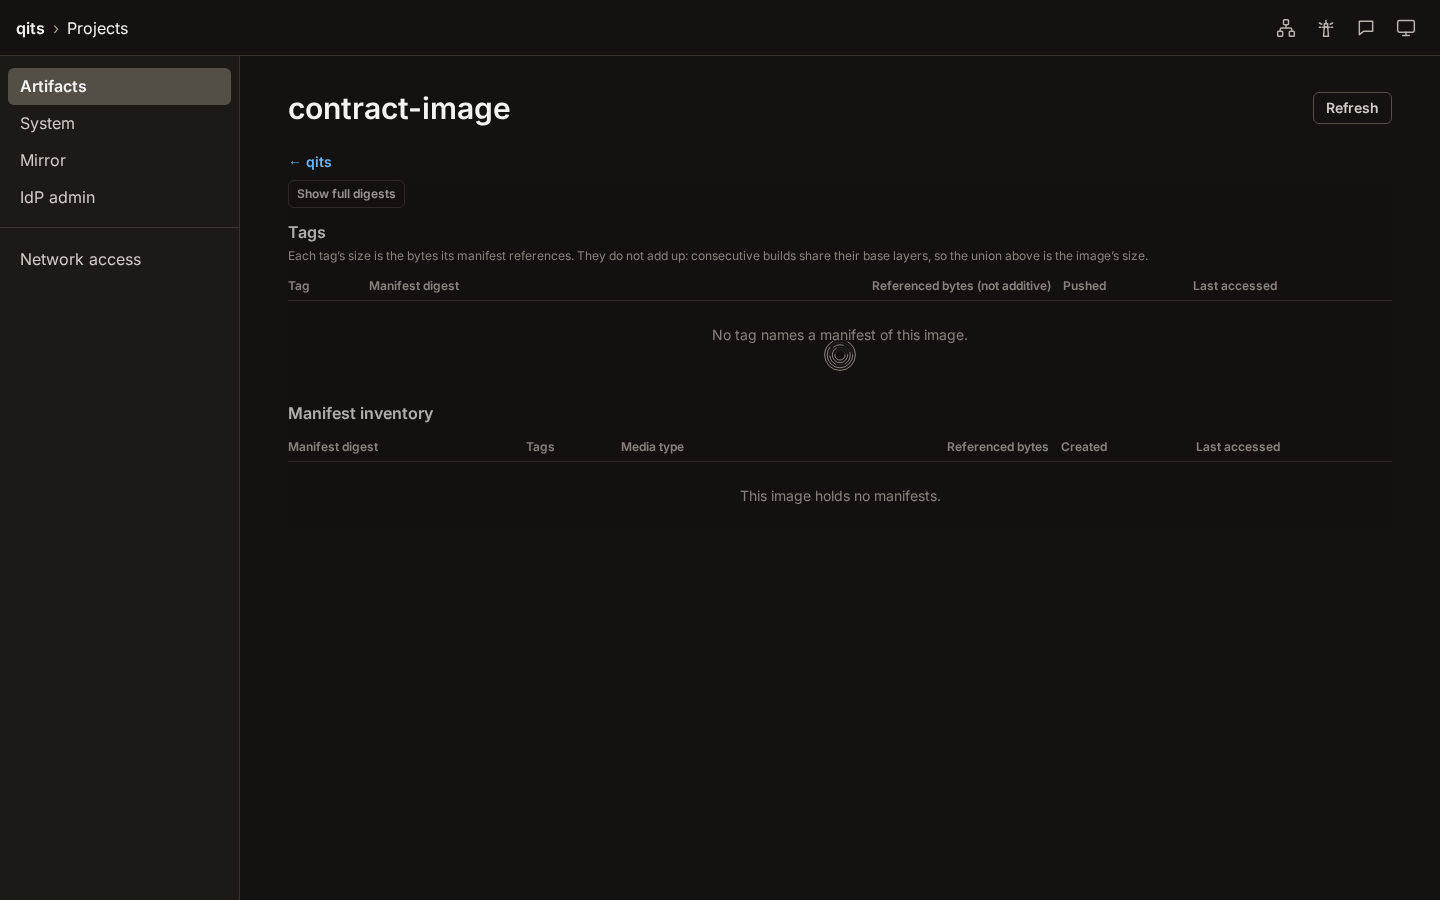 qits › Projects
Artifacts
System
Mirror
IdP admin
Network access
contract-image
Refresh
← qits
Show full digests
Tags
Each tag’s size is the bytes its manifest references. They do not add up: consecutive builds share their base layers, so the union above is the image’s size.
Tag Manifest digest Referenced bytes (not additive) Pushed Last accessed
No tag names a manifest of this image.
Manifest inventory
Manifest digest Tags Media type Referenced bytes Created Last accessed
This image holds no manifests.